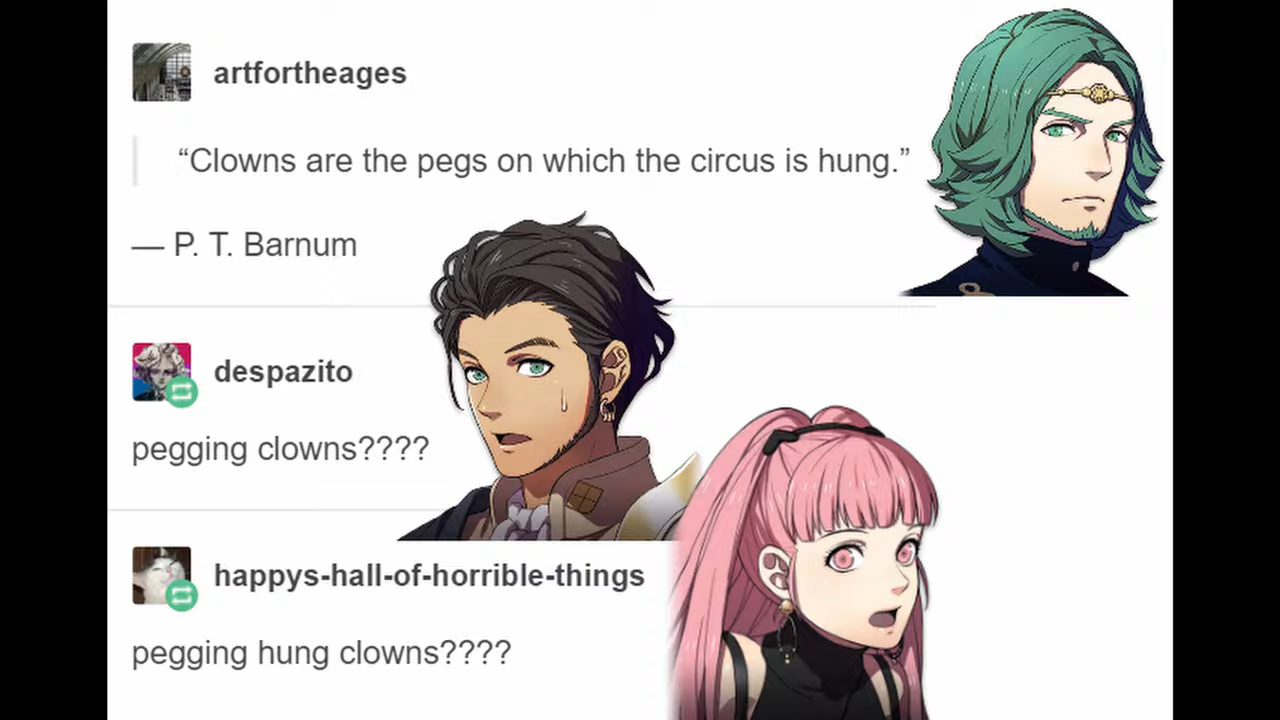 artfortheages
“Clowns are the pegs on which the circus is hung.”
— P. T. Barnum
despazito
pegging clowns????
happys-hall-of-horrible-things
pegging hung clowns????